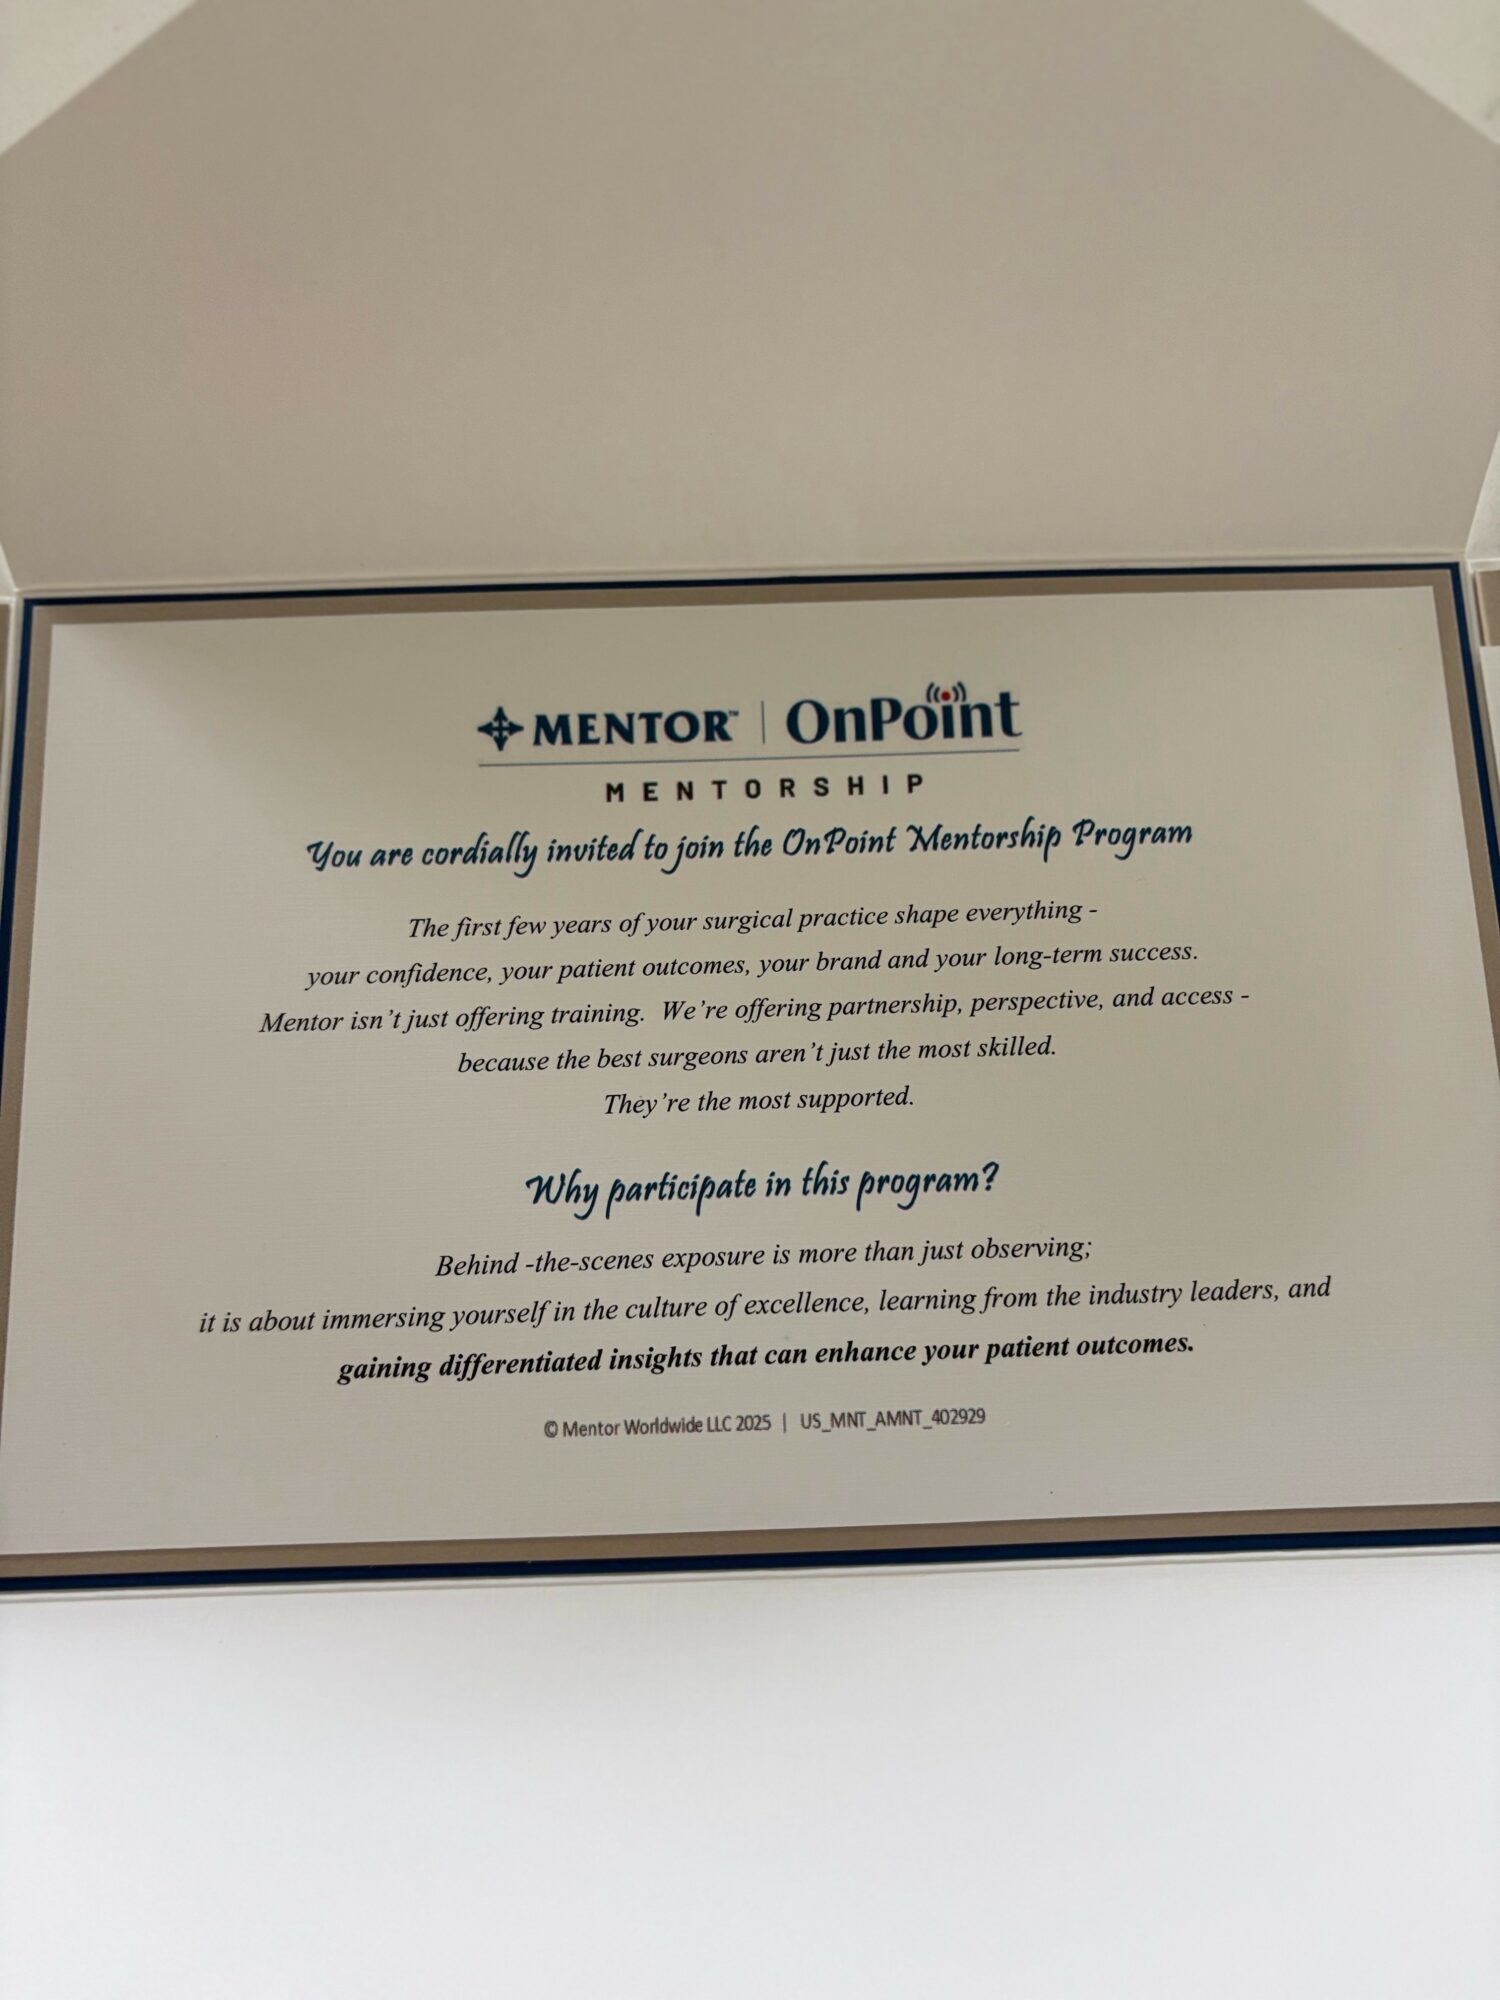 MENTOR™ | OnPoint
MENTORSHIP
You are cordially invited to join the OnPoint Mentorship Program
The first few years of your surgical practice shape everything -
your confidence, your patient outcomes, your brand and your long-term success.
Mentor isn't just offering training. We're offering partnership, perspective, and access -
because the best surgeons aren't just the most skilled.
They're the most supported.
Why participate in this program?
Behind -the-scenes exposure is more than just observing;
it is about immersing yourself in the culture of excellence, learning from the industry leaders, and
gaining differentiated insights that can enhance your patient outcomes.
© Mentor Worldwide LLC 2025 | US_MNT_AMNT_402929